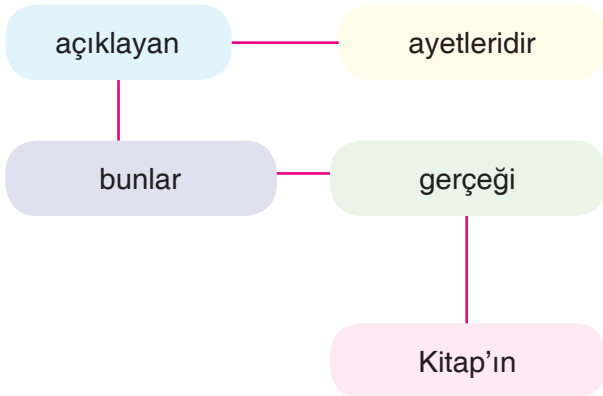 açıklayan
ayetleridir
bunlar
gerçeği
Kitap'ın